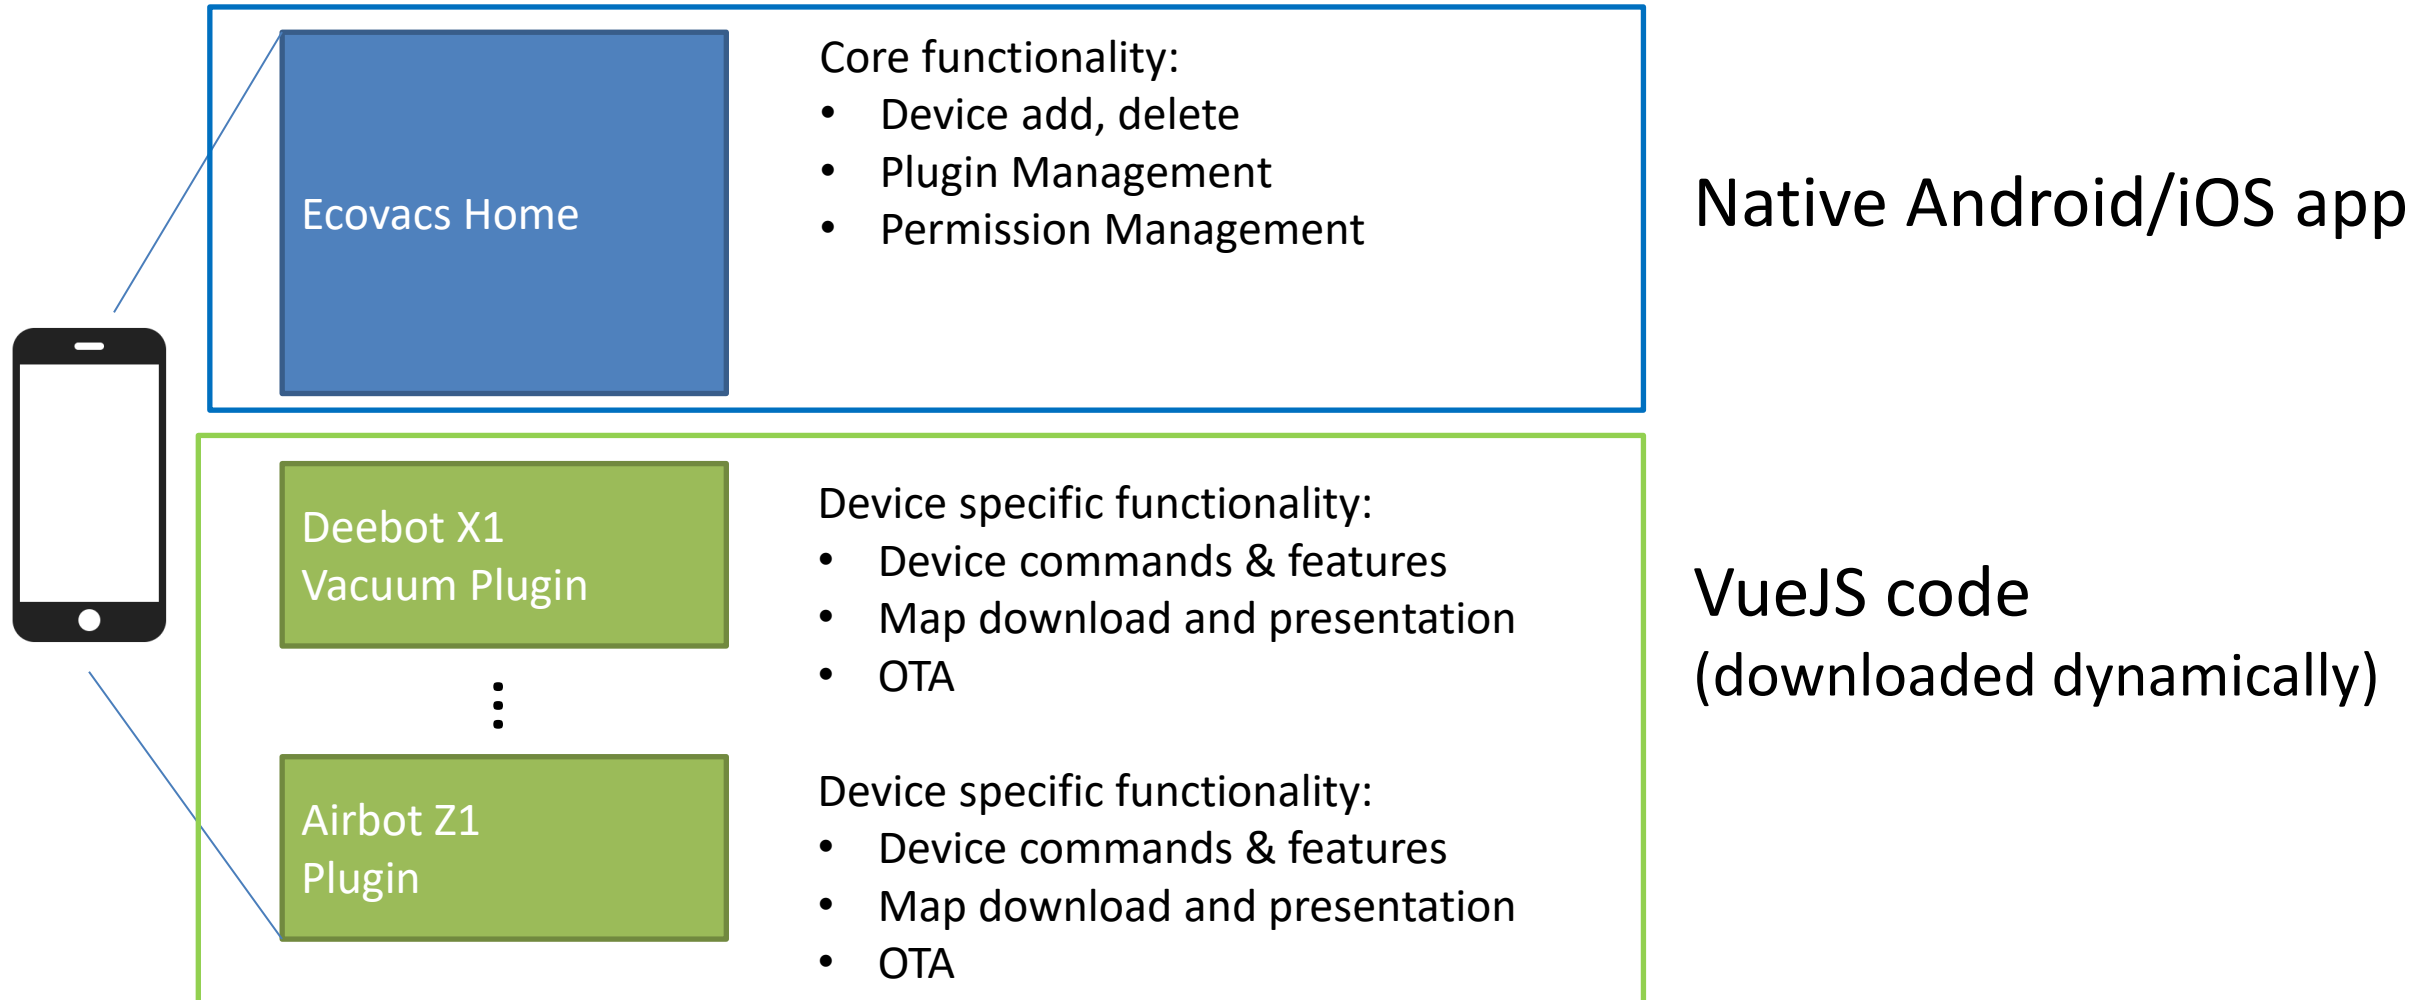 Ecovacs Home
Core functionality:
• Device add, delete
• Plugin Management
• Permission Management
Native Android/iOS app
Deebot X1
Vacuum Plugin
Device specific functionality:
• Device commands & features
• Map download and presentation
• OTA
VueJS code
(downloaded dynamically)
Airbot Z1
Plugin
Device specific functionality:
• Device commands & features
• Map download and presentation
• OTA